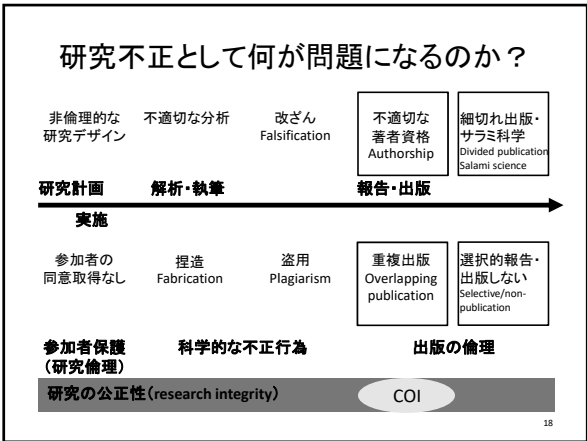 研究不正として何が問題になるのか？
非倫理的な
研究デザイン
不適切な分析
改ざん
Falsification
不適切な
著者資格
Authorship
細切れ出版・
サラミ科学
Divided publication
Salami science
研究計画
解析・執筆
報告・出版
実施
参加者の
同意取得なし
捏造
Fabrication
盗用
Plagiarism
重複出版
Overlapping
publication
選択的報告・
出版しない
Selective/non-
publication
参加者保護
（研究倫理）
科学的な不正行為
出版の倫理
研究の公正性（research integrity）
COI
18